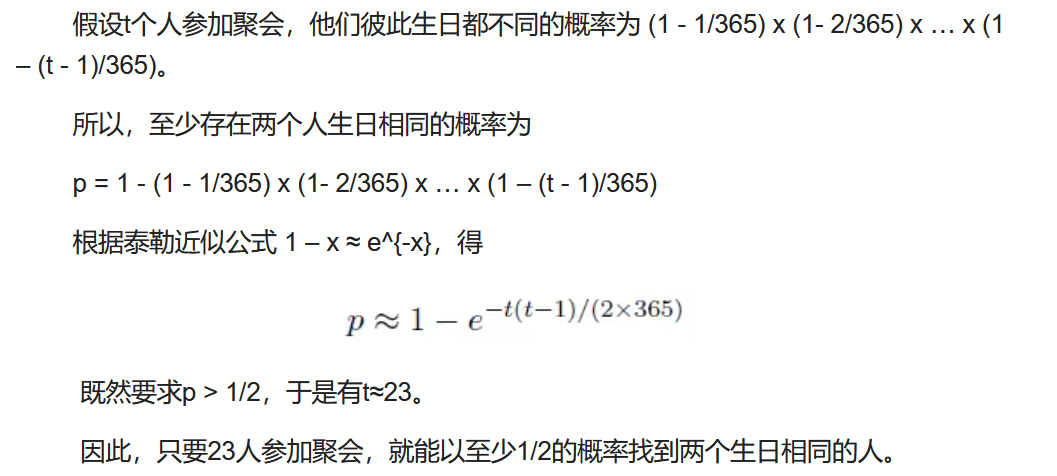 假设t个人参加聚会，他们彼此生日都不同的概率为 (1 - 1/365) x (1- 2/365) x … x (1
– (t - 1)/365)。
所以，至少存在两个人生日相同的概率为
p = 1 - (1 - 1/365) x (1- 2/365) x … x (1 – (t - 1)/365)
根据泰勒近似公式 1 – x ≈ e^{-x}，得
p ≈ 1 − e^{−t(t−1)/(2×365)}
既然要求p > 1/2，于是有t≈23。
因此，只要23人参加聚会，就能以至少1/2的概率找到两个生日相同的人。